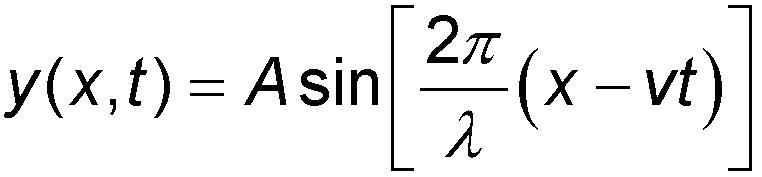 y(x,t) = A sin[2π/λ (x − vt)]